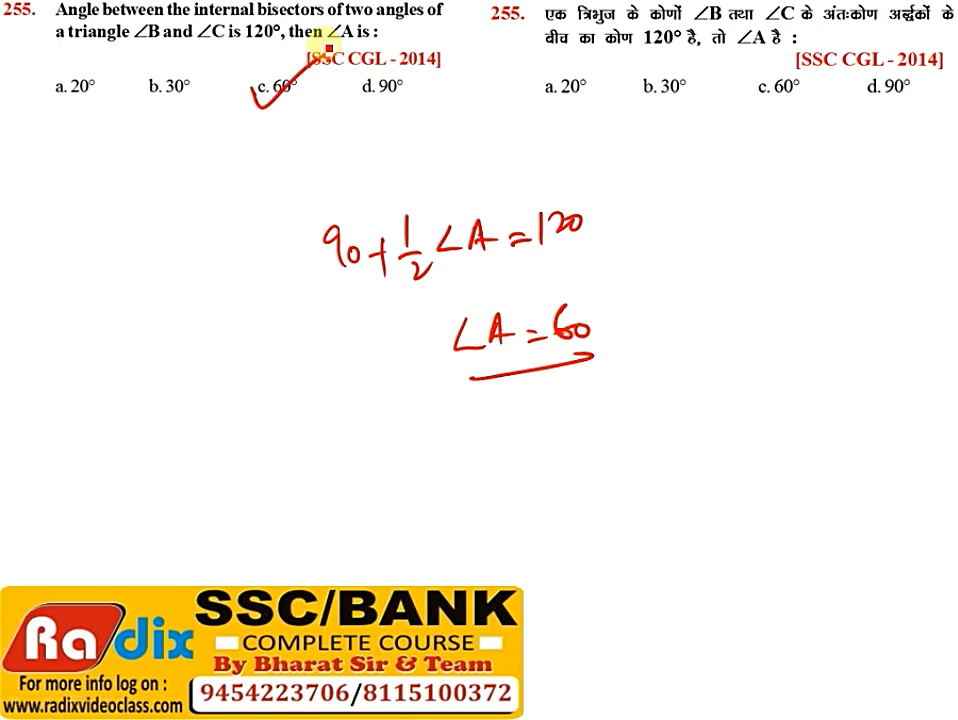 255. Angle between the internal bisectors of two angles of
a triangle ∠B and ∠C is 120°, then ∠A is :
[SSC CGL - 2014]
a. 20° b. 30° c. 60° d. 90°
255. एक त्रिभुज के कोणों ∠B तथा ∠C के अंतःकोण अर्द्धकों के
बीच का कोण 120° है, तो ∠A है :
[SSC CGL - 2014]
a. 20° b. 30° c. 60° d. 90°
90 + 1/2 ∠A = 120
∠A = 60
Radix
For more info log on :
www.radixvideoclass.com
SSC/BANK
COMPLETE COURSE
By Bharat Sir & Team
9454223706/8115100372